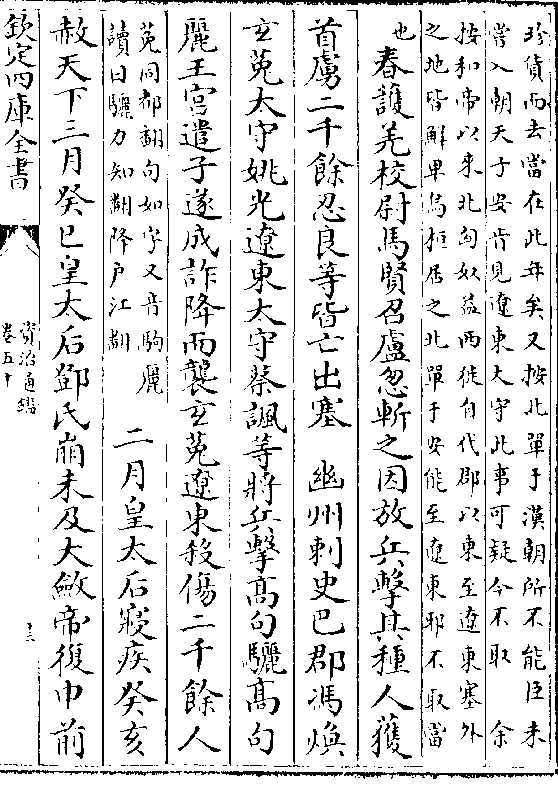 珍貨而去當在此年矣又按此單于漢朝所不能臣未
嘗入朝天子安肯見遼東太守此事可疑今不取　余
按和帝以來北匈奴益西徙自代郡以東至遼東塞外
之地皆鮮卑烏桓居之北單于安能至遼東耶不取當
也
春護羌校尉馬賢召盧忽斬之因放兵擊其種人獲
首虜二千餘忍良等皆亡出塞　幽州刺史巴郡馮煥
玄菟太守姚光遼東太守蔡諷等將兵擊高句驪高句
麗王宮遣子遂成詐降而襲玄菟遼東殺傷二千餘人
菟同都翻句如字又音駒麗
讀曰驪力知翻降户江翻
二月皇太后寢疾癸亥
赦天下三月癸巳皇太后鄧氏崩未及大斂帝復申前
欽定四庫全書
資治通鑑
卷五十
十三